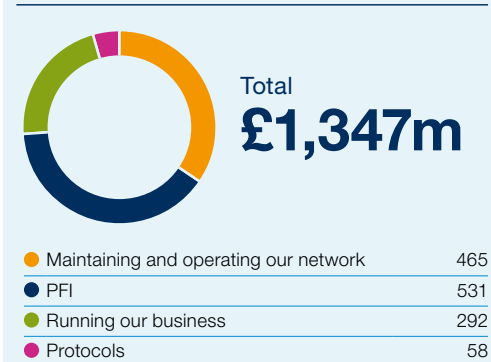 Total
£1,347m
Maintaining and operating our network 465
PFI 531
Running our business 292
Protocols 58